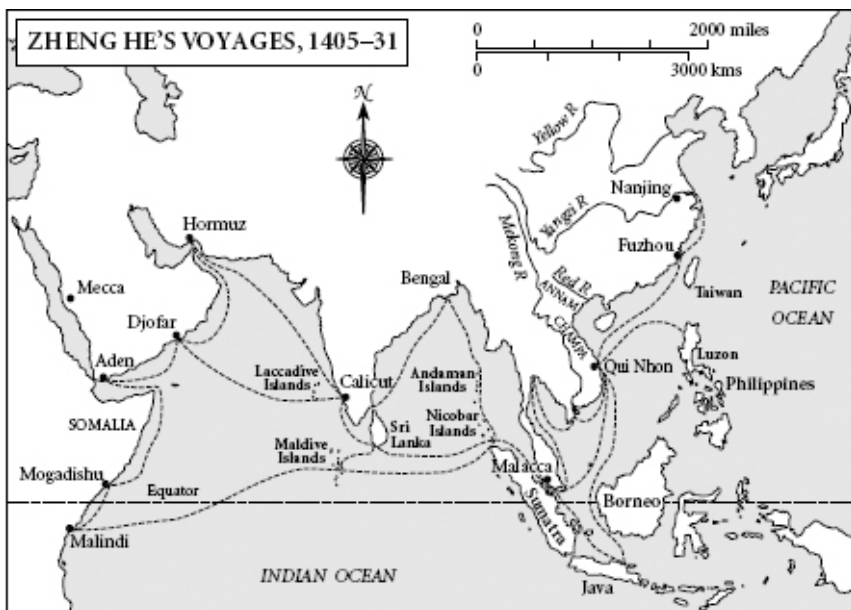 ZHENG HE'S VOYAGES, 1405–31
0 2000 miles
0 3000 kms
N
Yellow R
Nanjing
Yangzi R
Mekong R
Hormuz
Fuzhou
Bengal
Red R
Mecca
ANNAM
Taiwan
PACIFIC
OCEAN
Djofar
CHAMPA
Aden
Laccadive
Islands
Calicut
Andaman
Islands
Qui Nhon
Luzon
Philippines
SOMALIA
Sri
Lanka
Nicobar
Islands
Maldive
Islands
Mogadishu
Malacca
Equator
Sumatra
Borneo
Malindi
INDIAN OCEAN
Java